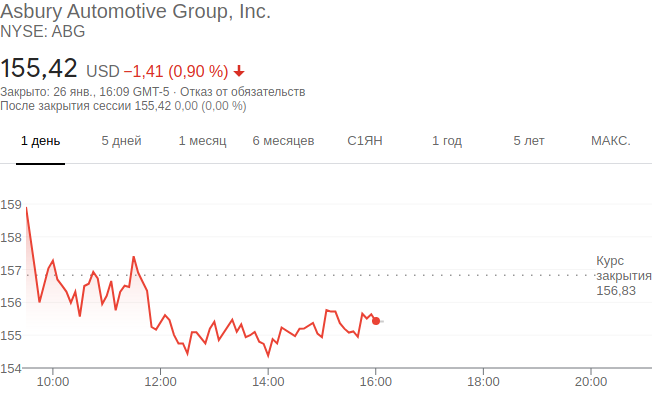 Asbury Automotive Group, Inc.
NYSE: ABG
155,42 USD −1,41 (0,90 %)
Закрыто: 26 янв., 16:09 GMT-5 · Отказ от обязательств
После закрытия сессии 155,42 0,00 (0,00 %)
1 день 5 дней 1 месяц 6 месяцев С1ЯН 1 год 5 лет МАКС.
159
158
157
156
155
154
Курс
закрытия
156,83
10:00 12:00 14:00 16:00 18:00 20:00